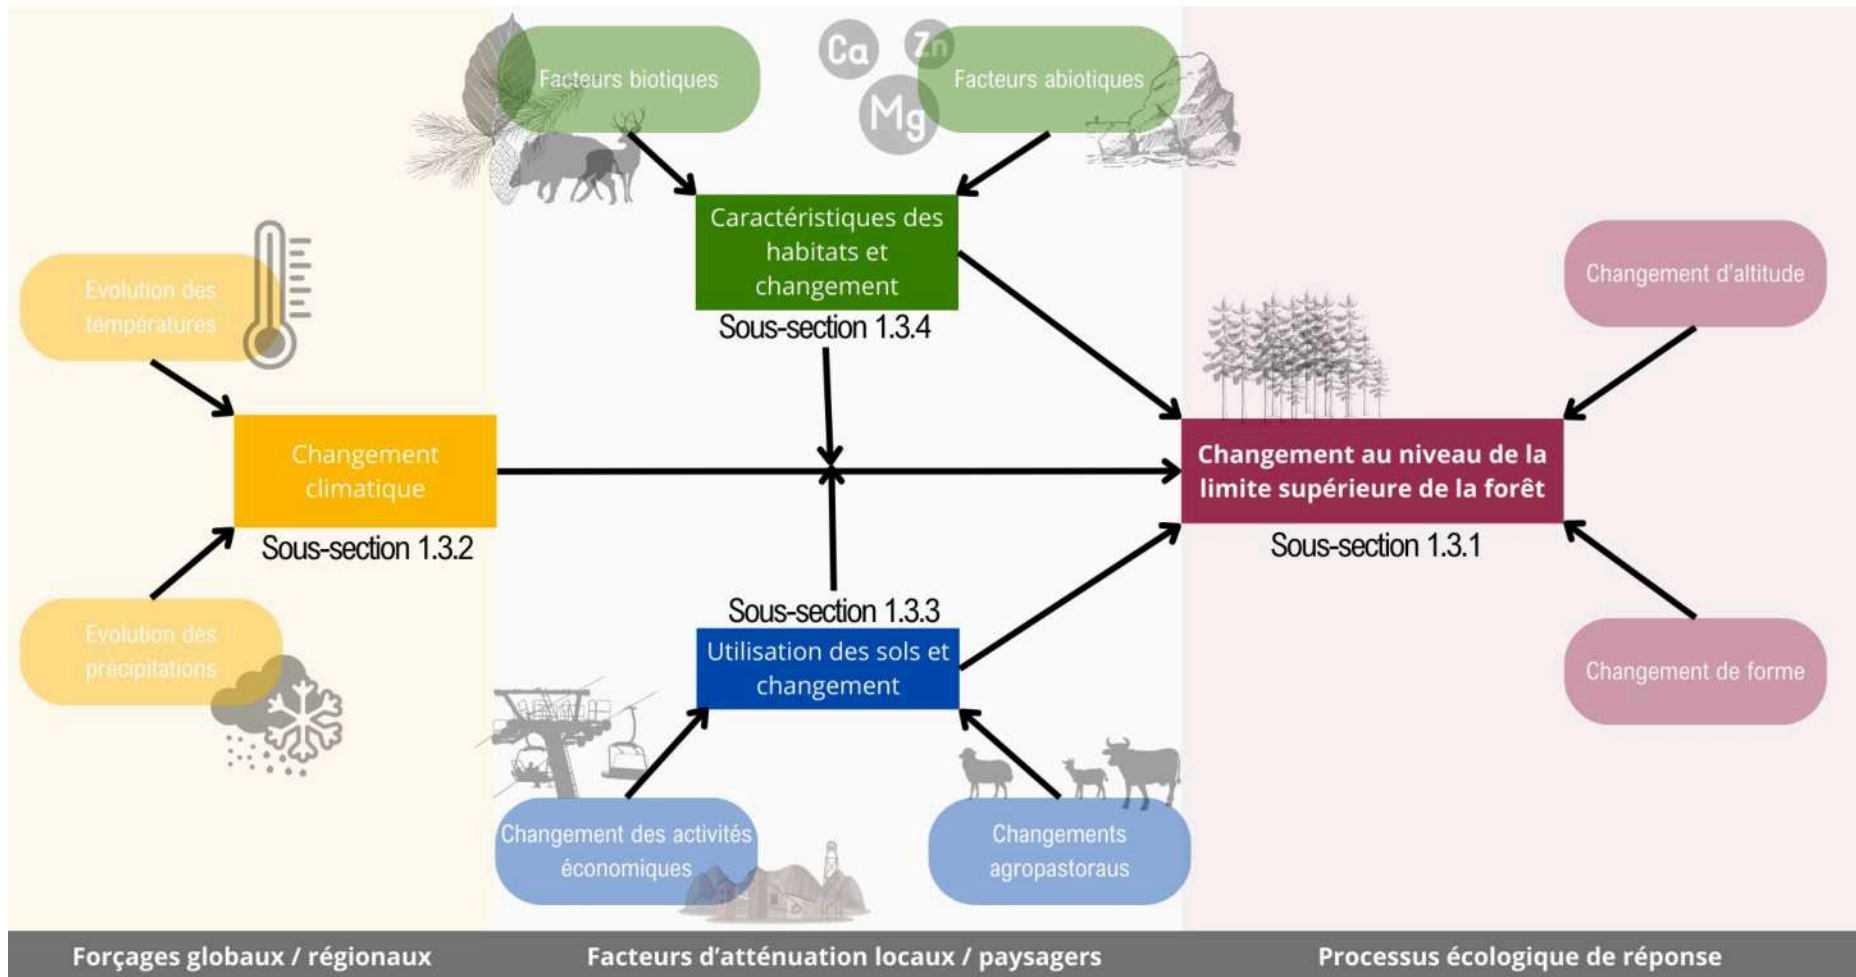 Facteurs biotiques
Ca
Zn
Mg
Facteurs abiotiques
Caractéristiques des
habitats et
changement
Sous-section 1.3.4
Evolution des
températures
Changement d'altitude
Changement
climatique
Sous-section 1.3.2
Changement au niveau de la
limite supérieure de la forêt
Sous-section 1.3.1
Evolution des
précipitations
Sous-section 1.3.3
Utilisation des sols et
changement
Changement de forme
Changement des activités
économiques
Changements
agropastoraus
Forçages globaux / régionaux
Facteurs d'atténuation locaux / paysagers
Processus écologique de réponse